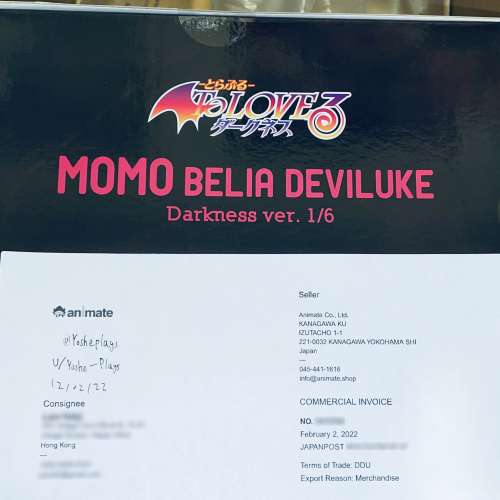 -とらぶる-
To LOVEる
ダークネス
MOMO BELIA DEVILUKE
Darkness ver. 1/6
animate
@Yosheplays
u/Yoshe-Plays
12/02/22
Consignee
Hong Kong
Seller
Animate Co., Ltd.
KANAGAWA KU
IZUTACHO 1-1
221-0032 KANAGAWA YOKOHAMA SHI
Japan
045-441-1616
info@animate.shop
COMMERCIAL INVOICE
NO.
February 2, 2022
JAPANPOST
Terms of Trade: DDU
Export Reason: Merchandise